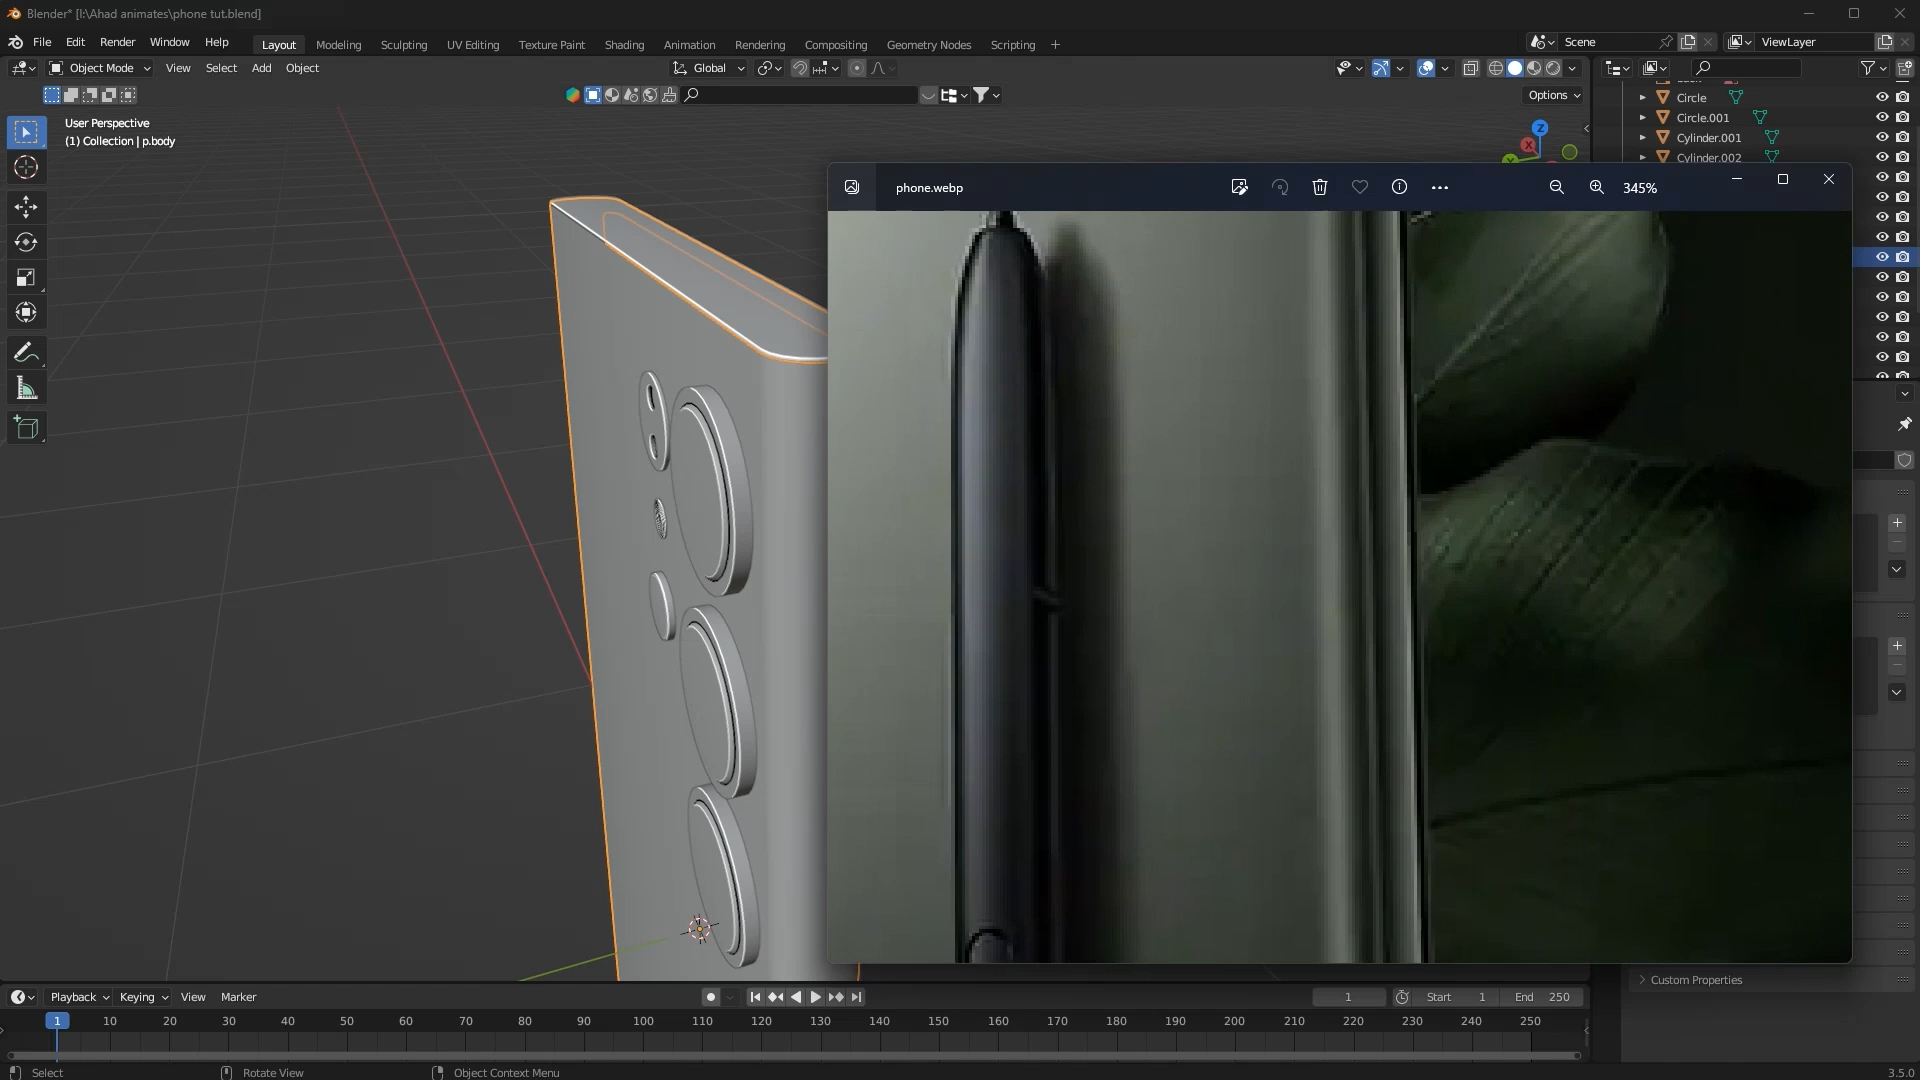 Blender* [I:\Ahad animates\phone tut.blend]
File Edit Render Window Help
Layout Modeling Sculpting UV Editing Texture Paint Shading Animation Rendering Compositing Geometry Nodes Scripting +
Scene
ViewLayer
Object Mode View Select Add Object
Global
Options
User Perspective
(1) Collection | p.body
Z
X
Y
Circle
Circle.001
Cylinder.001
Cylinder.002
phone.webp
345%
Custom Properties
Playback Keying View Marker
1
Start 1
End 250
1 10 20 30 40 50 60 70 80 90 100 110 120 130 140 150 160 170 180 190 200 210 220 230 240 250
Select
Rotate View
Object Context Menu
3.5.0